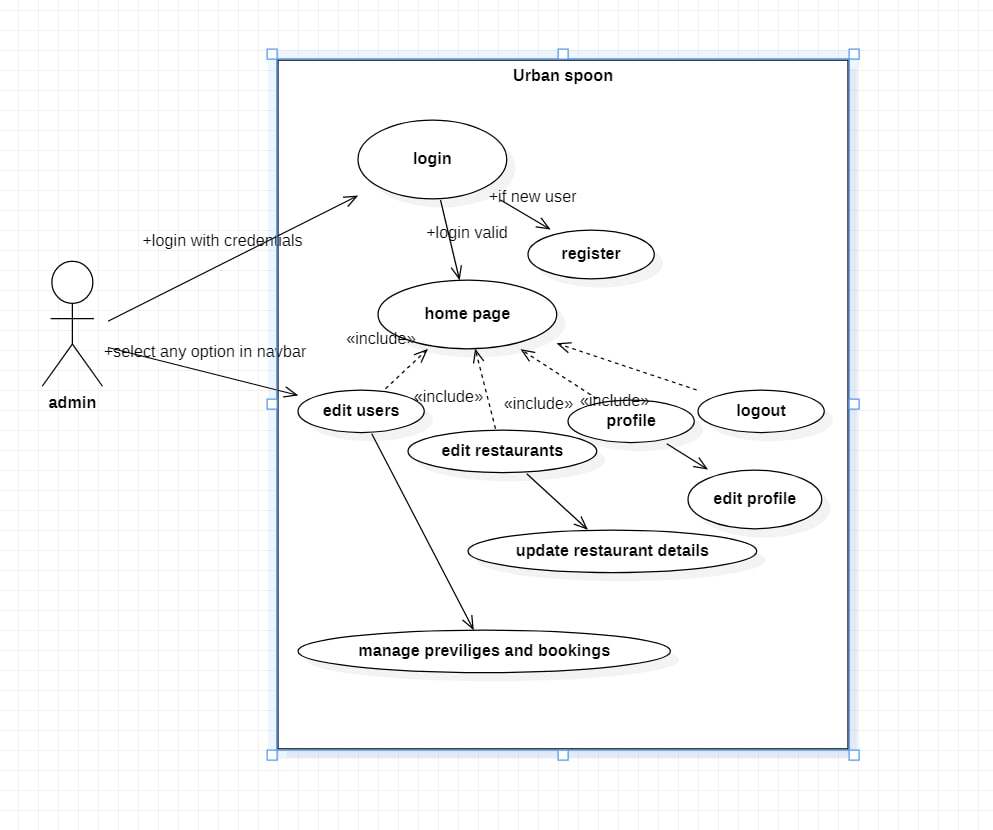 Urban spoon
login
+if new user
+login valid
+login with credentials
register
home page
«include»
+select any option in navbar
admin
edit users
«include»
«include»
«include»
profile
logout
edit restaurants
edit profile
update restaurant details
manage previliges and bookings